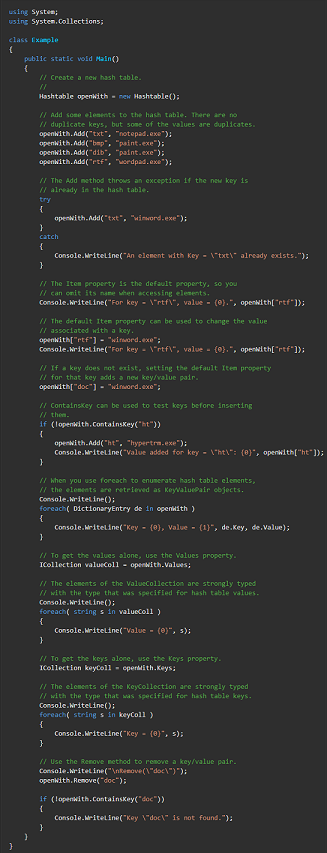 using System;
using System.Collections;

class Example
{
    public static void Main()
    {
        // Create a new hash table.
        //
        Hashtable openWith = new Hashtable();

        // Add some elements to the hash table. There are no
        // duplicate keys, but some of the values are duplicates.
        openWith.Add("txt", "notepad.exe");
        openWith.Add("bmp", "paint.exe");
        openWith.Add("dib", "paint.exe");
        openWith.Add("rtf", "wordpad.exe");

        // The Add method throws an exception if the new key is
        // already in the hash table.
        try
        {
            openWith.Add("txt", "winword.exe");
        }
        catch
        {
            Console.WriteLine("An element with Key = \"txt\" already exists.");
        }

        // The Item property is the default property, so you
        // can omit its name when accessing elements.
        Console.WriteLine("For key = \"rtf\", value = {0}.", openWith["rtf"]);

        // The default Item property can be used to change the value
        // associated with a key.
        openWith["rtf"] = "winword.exe";
        Console.WriteLine("For key = \"rtf\", value = {0}.", openWith["rtf"]);

        // If a key does not exist, setting the default Item property
        // for that key adds a new key/value pair.
        openWith["doc"] = "winword.exe";

        // ContainsKey can be used to test keys before inserting
        // them.
        if (!openWith.ContainsKey("ht"))
        {
            openWith.Add("ht", "hypertrm.exe");
            Console.WriteLine("Value added for key = \"ht\": {0}", openWith["ht"]);
        }

        // When you use foreach to enumerate hash table elements,
        // the elements are retrieved as KeyValuePair objects.
        Console.WriteLine();
        foreach( DictionaryEntry de in openWith )
        {
            Console.WriteLine("Key = {0}, Value = {1}", de.Key, de.Value);
        }

        // To get the values alone, use the Values property.
        ICollection valueColl = openWith.Values;

        // The elements of the ValueCollection are strongly typed
        // with the type that was specified for hash table values.
        Console.WriteLine();
        foreach( string s in valueColl )
        {
            Console.WriteLine("Value = {0}", s);
        }

        // To get the keys alone, use the Keys property.
        ICollection keyColl = openWith.Keys;

        // The elements of the KeyCollection are strongly typed
        // with the type that was specified for hash table keys.
        Console.WriteLine();
        foreach( string s in keyColl )
        {
            Console.WriteLine("Key = {0}", s);
        }

        // Use the Remove method to remove a key/value pair.
        Console.WriteLine("\nRemove(\"doc\")");
        openWith.Remove("doc");

        if (!openWith.ContainsKey("doc"))
        {
            Console.WriteLine("Key \"doc\" is not found.");
        }
    }
}